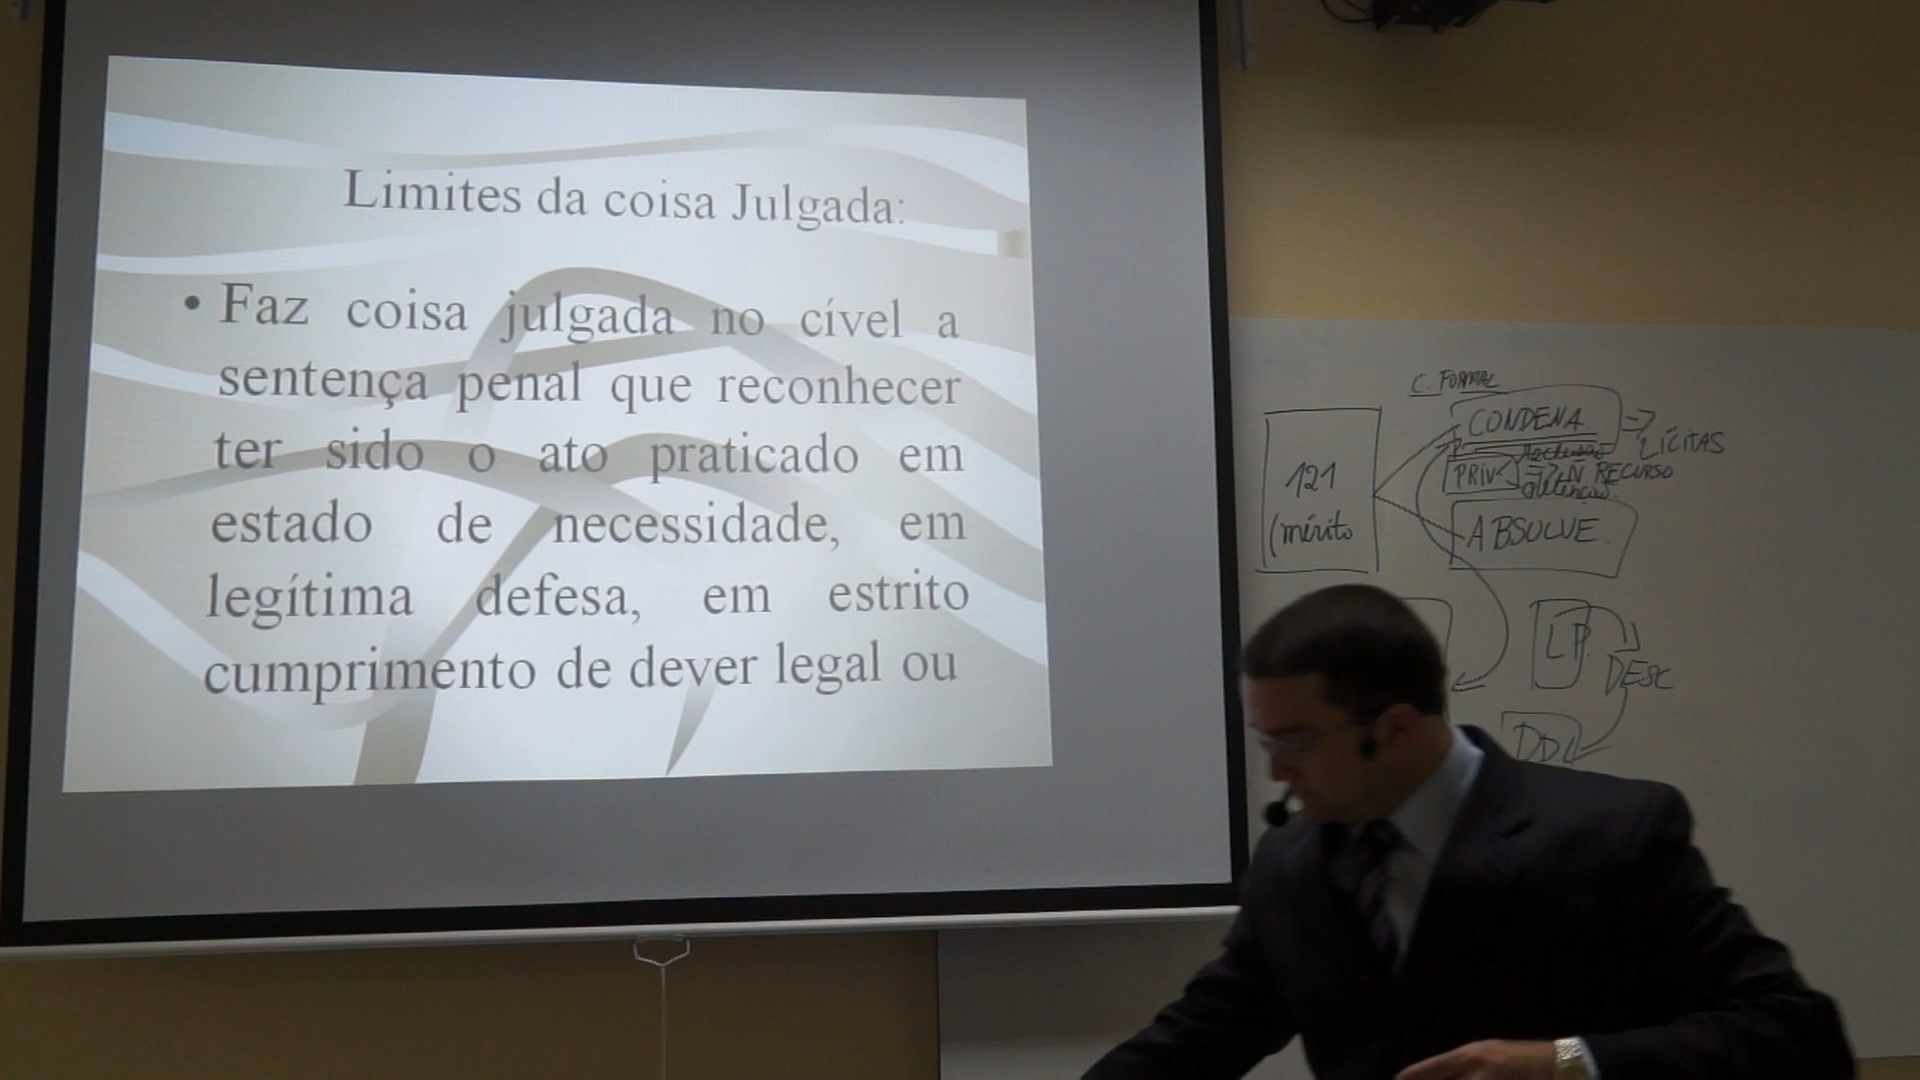 Limites da coisa Julgada:
• Faz coisa julgada no cível a
sentença penal que reconhecer
ter sido o ato praticado em
estado de necessidade, em
legítima defesa, em estrito
cumprimento de dever legal ou
C. FORMAL
CONDENA.
LÍCITAS
121
(mérito
PRIV
RECURSO
ABSOLVE.
LP.
DESC